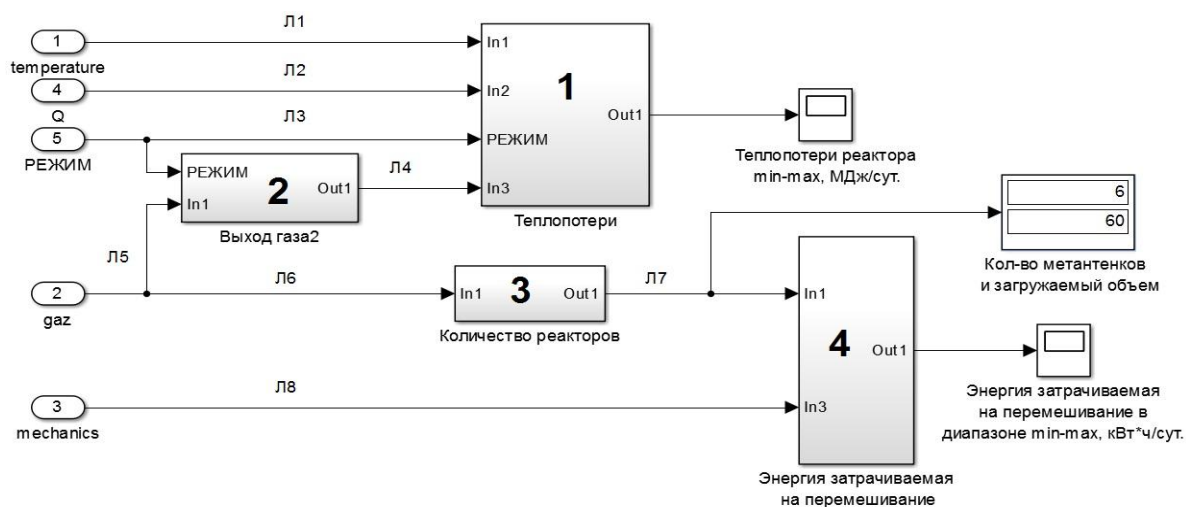 Л1
1
In1
temperature
Л2
4
In2
1
Q
Л3
Out1
5
РЕЖИМ
РЕЖИМ
РЕЖИМ
Л4
Теплопотери реактора
min-max, МДж/сут.
2
Out1
In3
In1
Теплопотери
6
60
Выход газа2
Л5
Л6
Л7
Кол-во метантенков
и загружаемый объем
2
In1
3
Out1
In1
gaz
Количество реакторов
4
Out1
Л8
Энергия затрачиваемая
на перемешивание в
диапазоне min-max, кВт*ч/сут.
3
In3
mechanics
Энергия затрачиваемая
на перемешивание